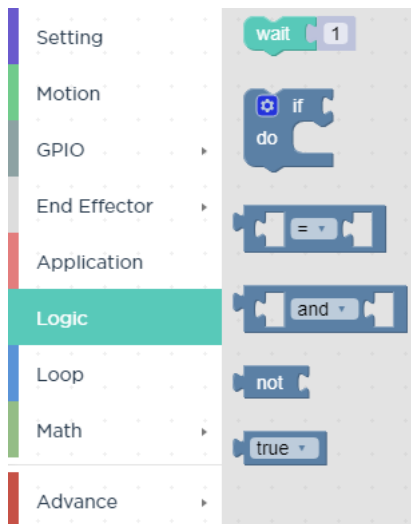 Setting
Motion
GPIO
End Effector
Application
Logic
Loop
Math
Advance
wait 1
if
do
=
and
not
true